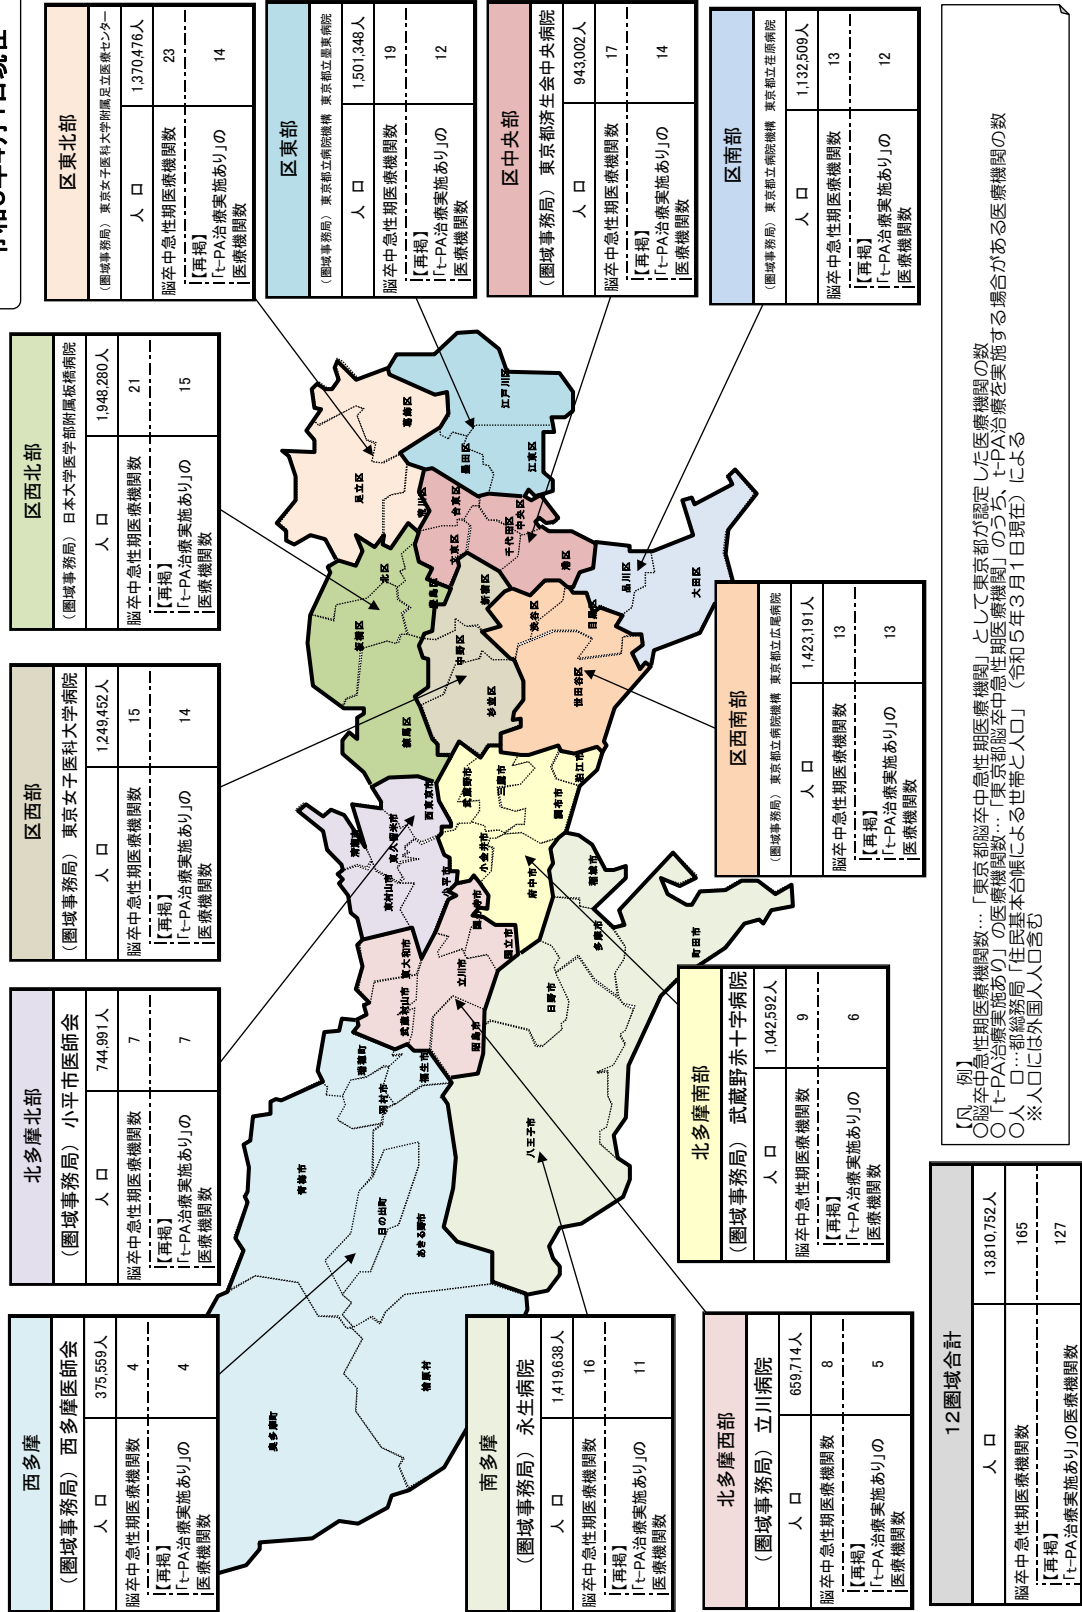 西多摩
（圏域事務局） 西多摩医師会
人　口 375,559人
脳卒中急性期医療機関数 4
【再掲】
「t-PA治療実施あり」の
医療機関数 4
北多摩北部
（圏域事務局） 小平市医師会
人　口 744,991人
脳卒中急性期医療機関数 7
【再掲】
「t-PA治療実施あり」の
医療機関数 7
区西部
（圏域事務局） 東京女子医科大学病院
人　口 1,249,452人
脳卒中急性期医療機関数 15
【再掲】
「t-PA治療実施あり」の
医療機関数 14
区西北部
（圏域事務局） 日本大学医学部附属板橋病院
人　口 1,948,280人
脳卒中急性期医療機関数 21
【再掲】
「t-PA治療実施あり」の
医療機関数 15
区東北部
（圏域事務局） 東京女子医科大学附属足立医療センター
人　口 1,370,476人
脳卒中急性期医療機関数 23
【再掲】
「t-PA治療実施あり」の
医療機関数 14
区東部
（圏域事務局） 東京都立病院機構 東京都立墨東病院
人　口 1,501,348人
脳卒中急性期医療機関数 19
【再掲】
「t-PA治療実施あり」の
医療機関数 12
区中央部
（圏域事務局） 東京都済生会中央病院
人　口 943,002人
脳卒中急性期医療機関数 17
【再掲】
「t-PA治療実施あり」の
医療機関数 14
区南部
（圏域事務局） 東京都立病院機構 東京都立荏原病院
人　口 1,132,509人
脳卒中急性期医療機関数 13
【再掲】
「t-PA治療実施あり」の
医療機関数 12
区西南部
（圏域事務局） 東京都立病院機構 東京都立広尾病院
人　口 1,423,191人
脳卒中急性期医療機関数 13
【再掲】
「t-PA治療実施あり」の
医療機関数 13
北多摩南部
（圏域事務局） 武蔵野赤十字病院
人　口 1,042,592人
脳卒中急性期医療機関数 9
【再掲】
「t-PA治療実施あり」の
医療機関数 6
南多摩
（圏域事務局） 永生病院
人　口 1,419,638人
脳卒中急性期医療機関数 16
【再掲】
「t-PA治療実施あり」の
医療機関数 11
北多摩西部
（圏域事務局） 立川病院
人　口 659,714人
脳卒中急性期医療機関数 8
【再掲】
「t-PA治療実施あり」の
医療機関数 5
12圏域合計
人　口 13,810,752人
脳卒中急性期医療機関数 165
【再掲】
「t-PA治療実施あり」の医療機関数 127
奥多摩町
檜原村
青梅市
日の出町
あきる野市
瑞穂町
羽村市
福生市
武蔵村山市
東大和市
立川市
昭島市
国分寺市
国立市
東村山市
清瀬市
東久留米市
西東京市
小平市
武蔵野市
三鷹市
小金井市
府中市
調布市
狛江市
八王子市
日野市
多摩市
稲城市
町田市
練馬区
板橋区
北区
豊島区
中野区
杉並区
新宿区
渋谷区
目黒区
世田谷区
足立区
葛飾区
荒川区
墨田区
江戸川区
江東区
台東区
文京区
千代田区
中央区
港区
品川区
大田区
【凡　例】
○脳卒中急性期医療機関数…「東京都脳卒中急性期医療機関」として東京都が認定した医療機関の数
○「t-PA治療実施あり」の医療機関数…「東京都脳卒中急性期医療機関」のうち、t-PA治療を実施する場合がある医療機関の数
○人　口…都総務局「住民基本台帳による世帯と人口」（令和５年３月１日現在）による
※人口には外国人人口含む